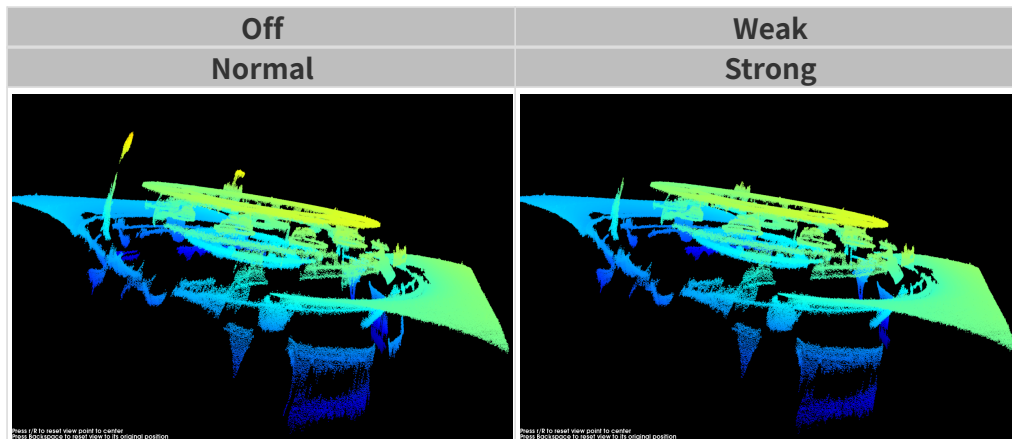 Off Weak
Normal Strong
Press r/R to reset view point to center Press r/R to reset view point to center
Press Backspace to reset view to its original position Press Backspace to reset view to its original position